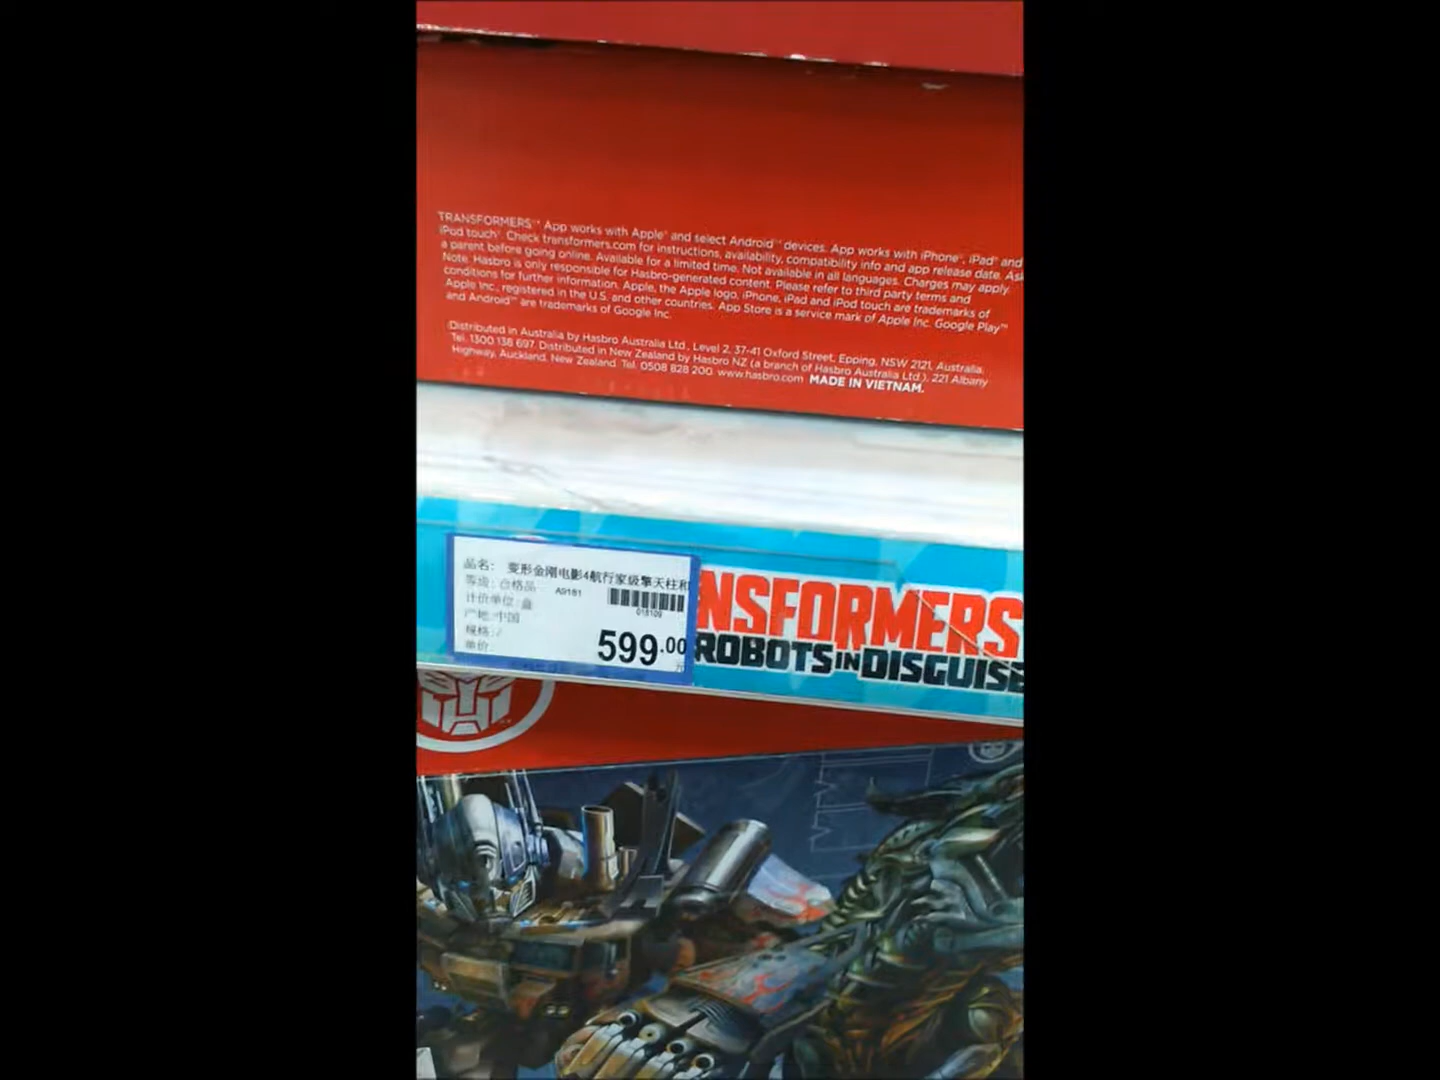 TRANSFORMERS™ App works with Apple® and select Android™ devices. App works with iPhone®, iPad® and
iPod touch®. Check transformers.com for instructions, availability, compatibility info and app release date. Ask
a parent before going online. Available for a limited time. Not available in all languages. Charges may apply.
Note. Hasbro is only responsible for Hasbro-generated content. Please refer to third party terms and
conditions for further information. Apple, the Apple logo, iPhone, iPad and iPod touch are trademarks of
Apple Inc., registered in the U.S. and other countries. App Store is a service mark of Apple Inc. Google Play™
and Android™ are trademarks of Google Inc.
Distributed in Australia by Hasbro Australia Ltd., Level 2, 37-41 Oxford Street, Epping, NSW 2121, Australia.
Tel. 1300 138 697. Distributed in New Zealand by Hasbro NZ (a branch of Hasbro Australia Ltd.), 221 Albany
Highway, Auckland, New Zealand. Tel. 0508 828 200. www.hasbro.com MADE IN VIETNAM.
品名: 变形金刚电影4航行家级擎天柱和
等级: 合格品 A9181
计价单位: 盒
018109
产地: 中国
规格: /
单价:
599.00
元
NSFORMERS
ROBOTS IN DISGUISE